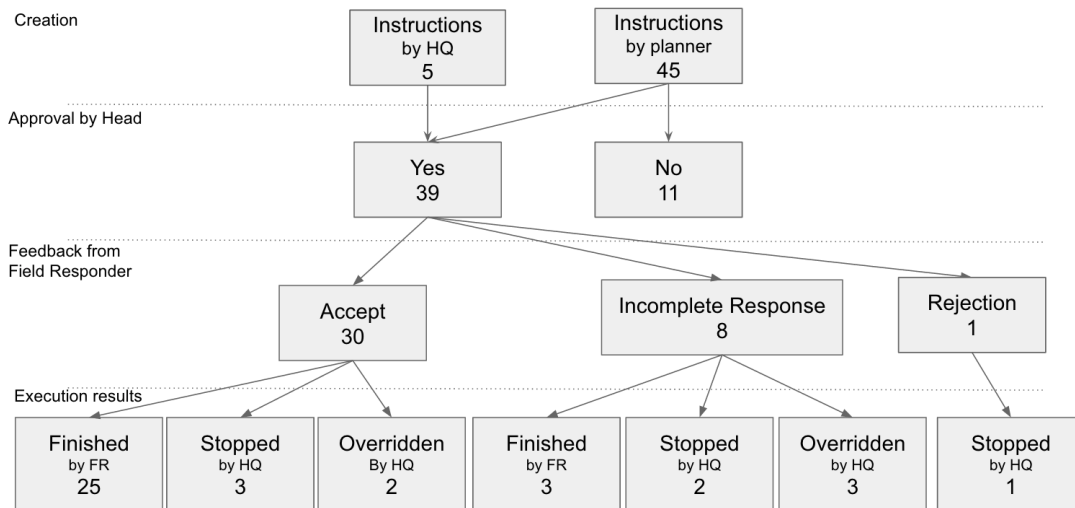 Creation
Instructions
by HQ
5
Instructions
by planner
45
Approval by Head
Yes
39
No
11
Feedback from
Field Responder
Accept
30
Incomplete Response
8
Rejection
1
Execution results
Finished
by FR
25
Stopped
by HQ
3
Overridden
By HQ
2
Finished
by FR
3
Stopped
by HQ
2
Overridden
by HQ
3
Stopped
by HQ
1